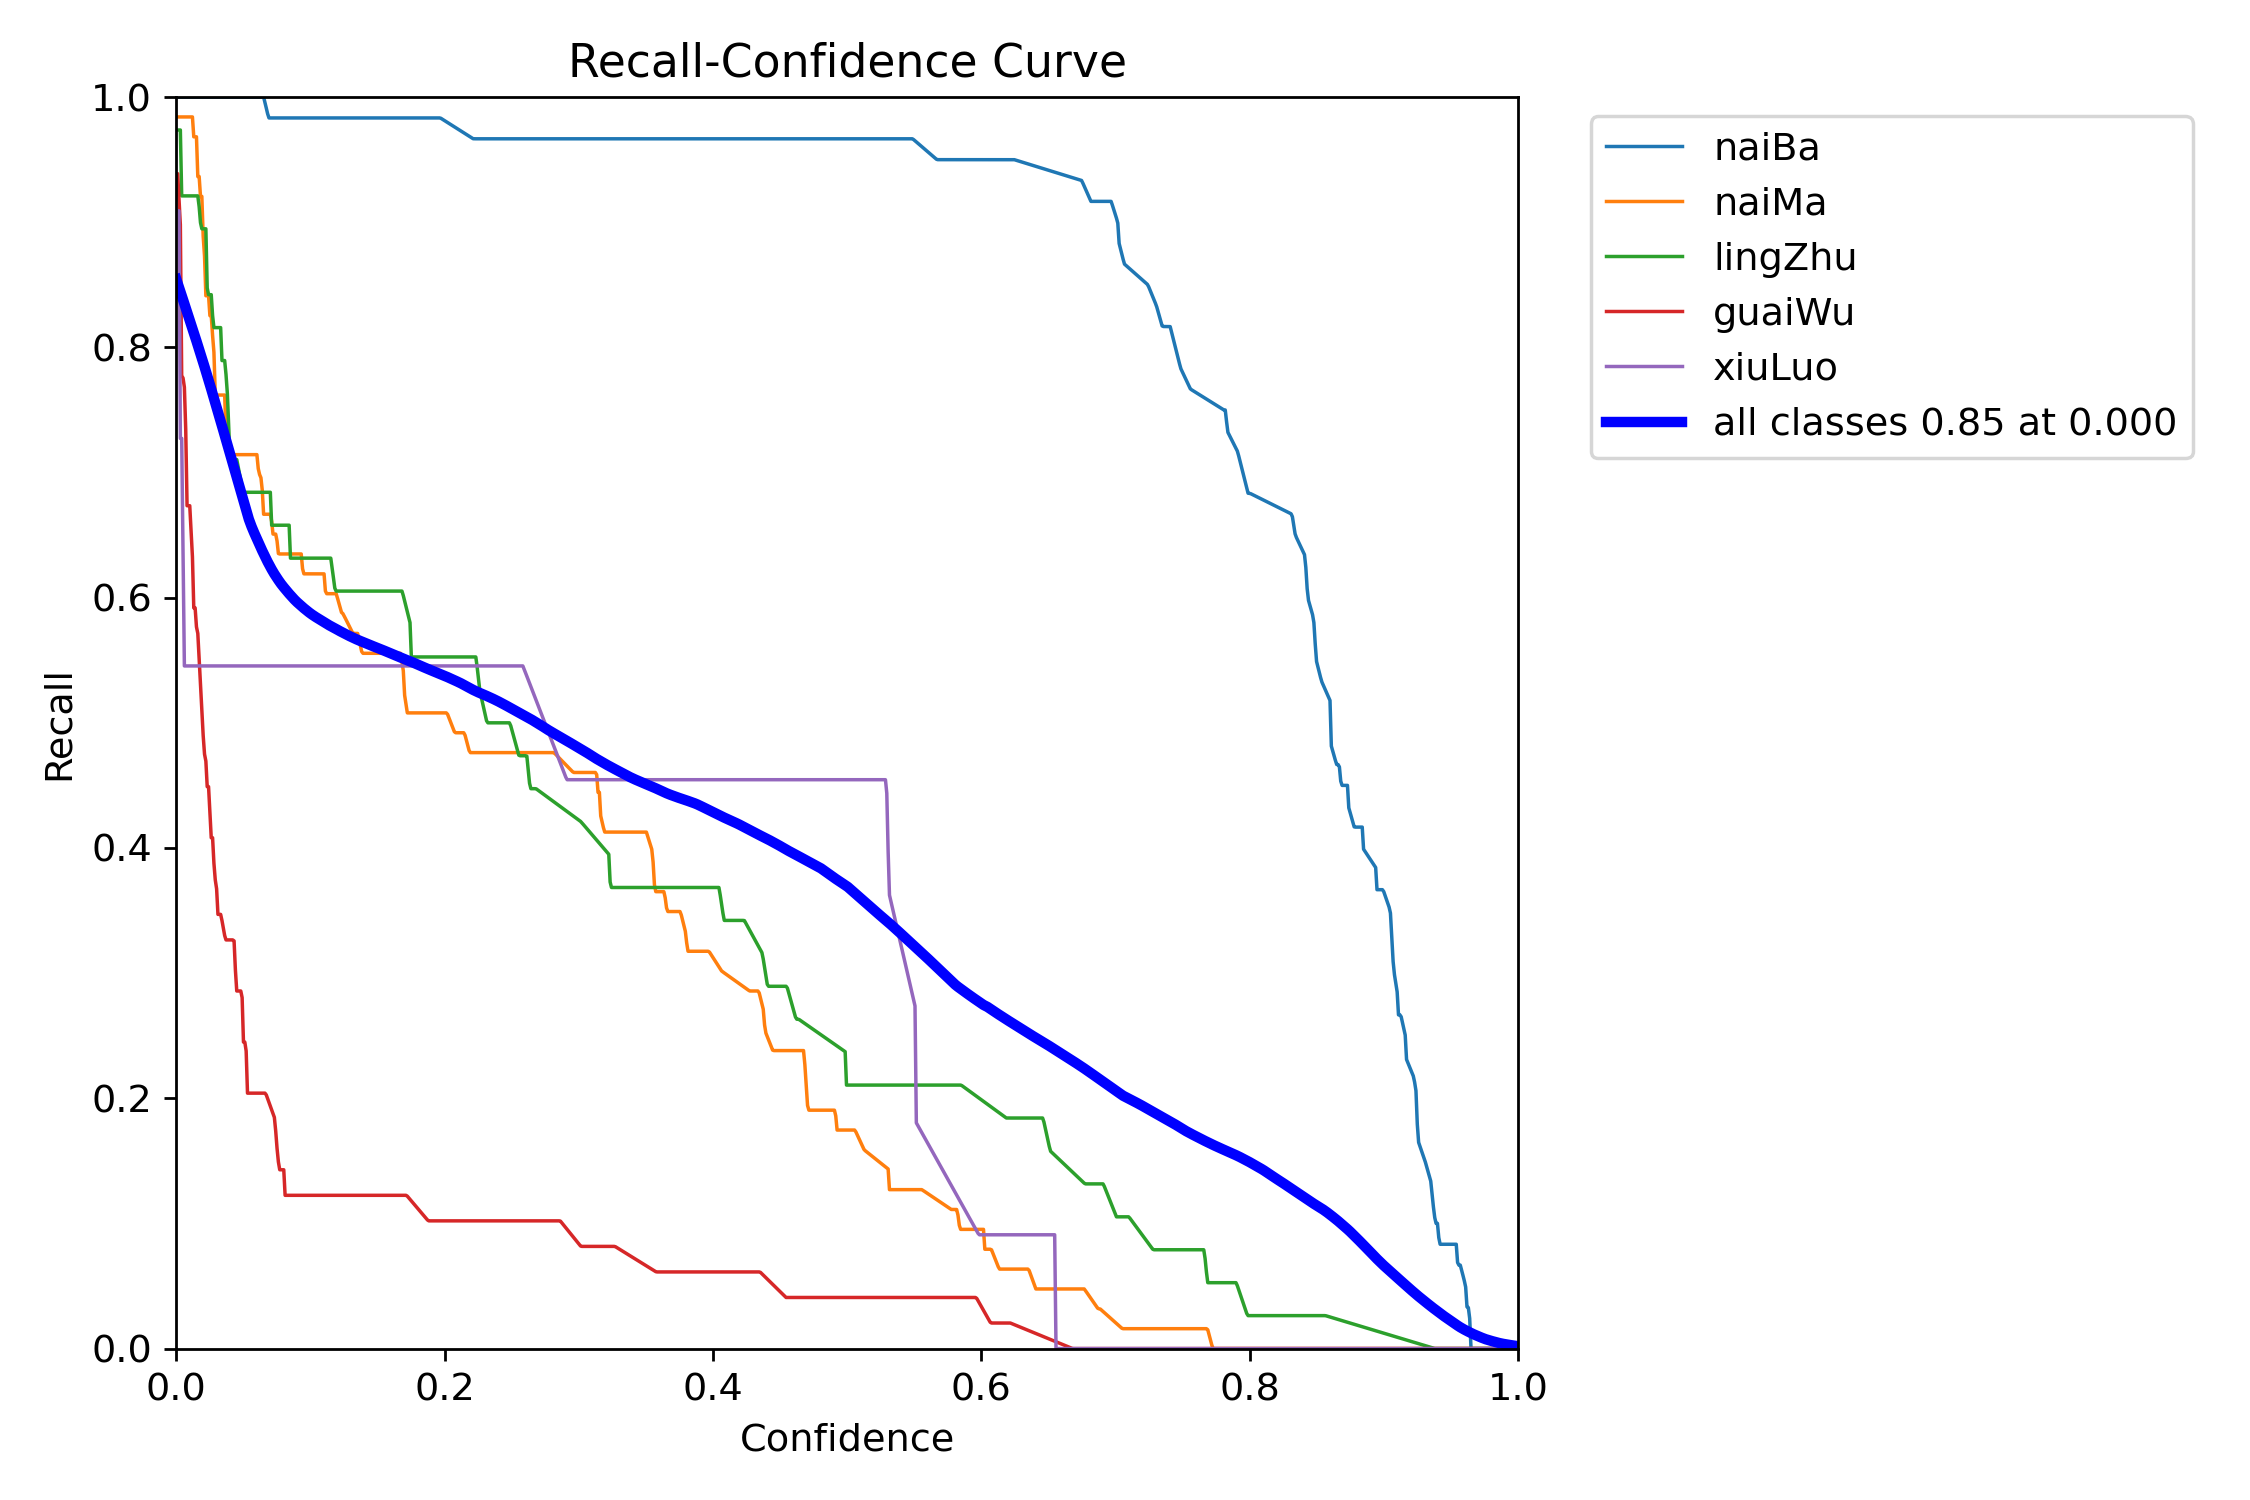 Recall-Confidence Curve
1.0
0.8
0.6
0.4
0.2
0.0
Recall
0.0 0.2 0.4 0.6 0.8 1.0
Confidence
naiBa
naiMa
lingZhu
guaiWu
xiuLuo
all classes 0.85 at 0.000